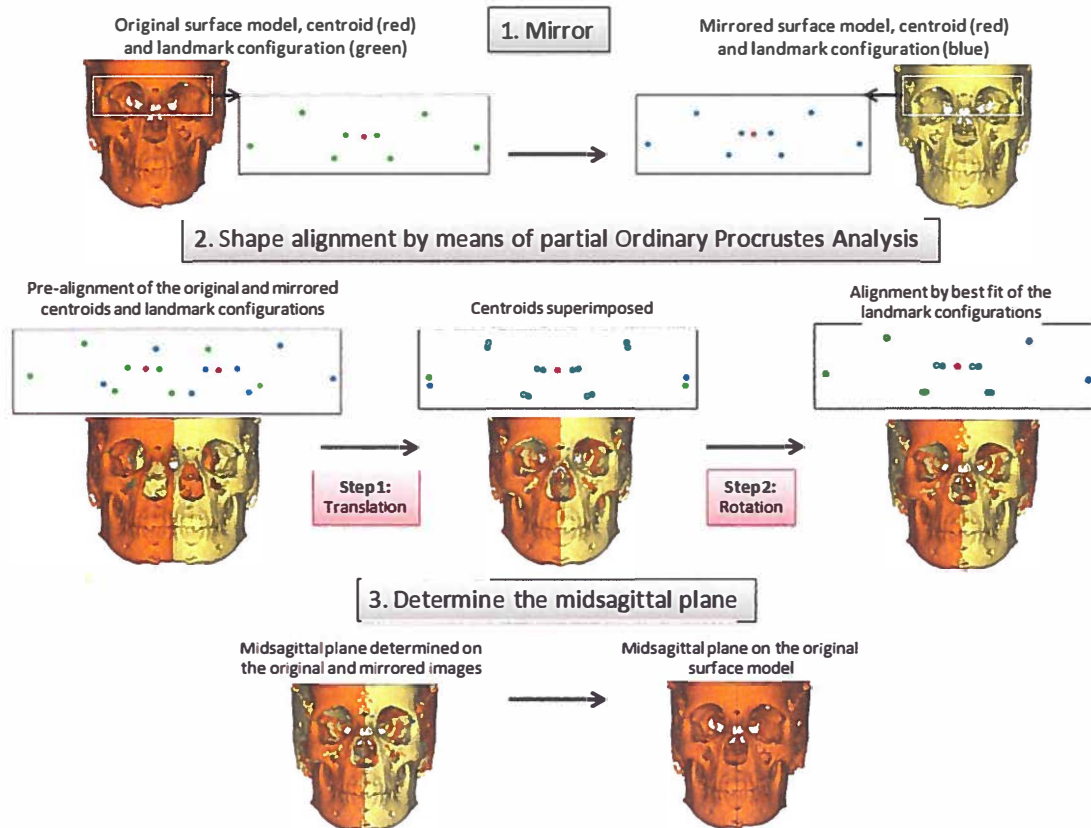 1. Mirror
Original surface model, centroid (red)
and landmark configuration (green)
Mirrored surface model, centroid (red)
and landmark configuration (blue)
2. Shape alignment by means of partial Ordinary Procrustes Analysis
Pre-alignment of the original and mirrored
centroids and landmark configurations
Centroids superimposed
Alignment by best fit of the
landmark configurations
Step1:
Translation
Step2:
Rotation
3. Determine the midsagittal plane
Midsagittal plane determined on
the original and mirrored images
Midsagittal plane on the original
surface model